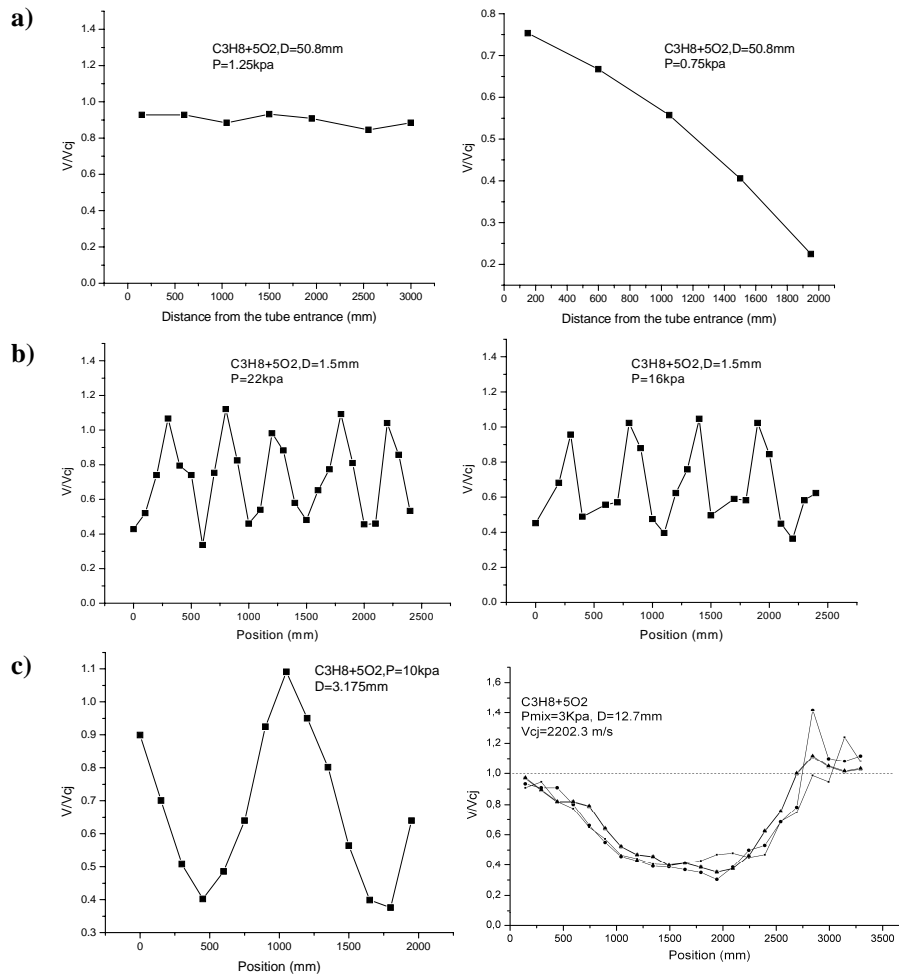 a)
1.4
1.2
1.0
0.8
0.6
0.4
0.2
0.0
V/Vcj
C3H8+5O2,D=50.8mm
P=1.25kpa
0 500 1000 1500 2000 2500 3000
Distance from the tube entrance (mm)
0.8
0.7
0.6
0.5
0.4
0.3
0.2
V/Vcj
C3H8+5O2,D=50.8mm
P=0.75kpa
200 400 600 800 1000 1200 1400 1600 1800 2000
Distance from the tube entrance (mm)
b)
1.4
1.2
1.0
0.8
0.6
0.4
0.2
0.0
V/Vcj
C3H8+5O2,D=1.5mm
P=22kpa
0 500 1000 1500 2000 2500
Position (mm)
1.4
1.2
1.0
0.8
0.6
0.4
0.2
0.0
V/Vcj
C3H8+5O2,D=1.5mm
P=16kpa
0 500 1000 1500 2000 2500
Position (mm)
c)
1.1
1.0
0.9
0.8
0.7
0.6
0.5
0.4
0.3
V/Vcj
C3H8+5O2,P=10kpa
D=3.175mm
0 500 1000 1500 2000
Position (mm)
1,6
1,4
1,2
1,0
0,8
0,6
0,4
0,2
0,0
V/Vcj
C3H8+5O2
Pmix=3Kpa, D=12.7mm
Vcj=2202.3 m/s
0 500 1000 1500 2000 2500 3000 3500
Position (mm)